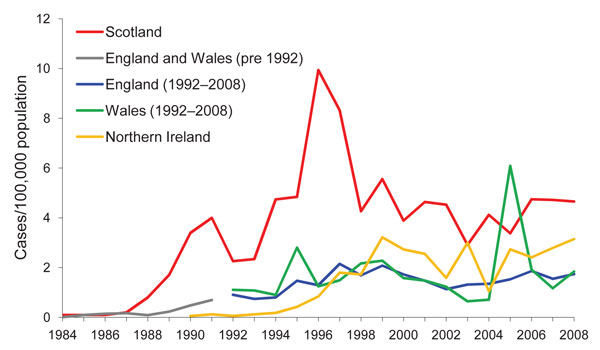 Cases/100,000 population
12
10
8
6
4
2
0
Scotland
England and Wales (pre 1992)
England (1992–2008)
Wales (1992–2008)
Northern Ireland
1984 1986 1988 1990 1992 1994 1996 1998 2000 2002 2004 2006 2008